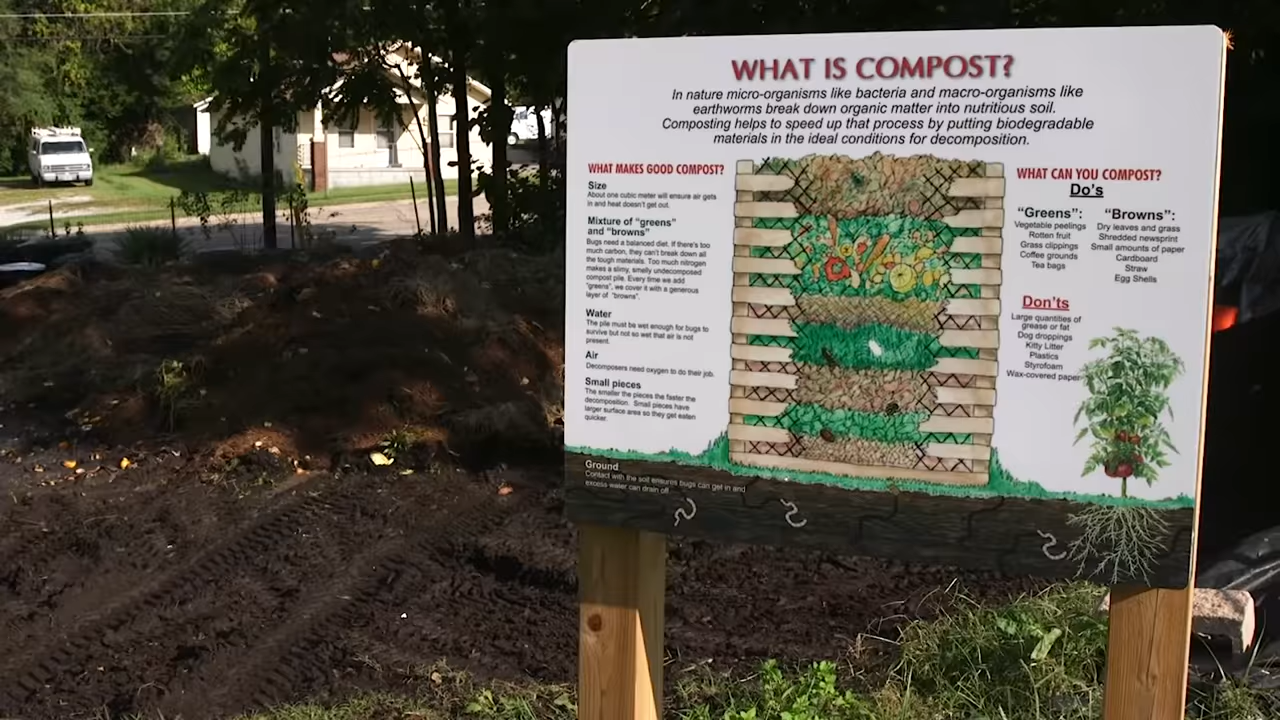 WHAT IS COMPOST?
In nature micro-organisms like bacteria and macro-organisms like
earthworms break down organic matter into nutritious soil.
Composting helps to speed up that process by putting biodegradable
materials in the ideal conditions for decomposition.
WHAT MAKES GOOD COMPOST?
Size
About one cubic meter will ensure air gets
in and heat doesn't get out.
Mixture of "greens"
and "browns"
Bugs need a balanced diet. If there's too
much carbon, they can't break down all
the tough materials. Too much nitrogen
makes a slimy, smelly undecomposed
compost pile. Every time we add
"greens", we cover it with a generous
layer of "browns".
Water
The pile must be wet enough for bugs to
survive but not so wet that air is not
present.
Air
Decomposers need oxygen to do their job.
Small pieces
The smaller the pieces the faster the
decomposition. Small pieces have
larger surface area so they get eaten
quicker.
Ground
Contact with the soil ensures bugs can get in and
excess water can drain off.
WHAT CAN YOU COMPOST?
Do's
"Greens":
Vegetable peelings
Rotten fruit
Grass clippings
Coffee grounds
Tea bags
"Browns":
Dry leaves and grass
Shredded newsprint
Small amounts of paper
Cardboard
Straw
Egg Shells
Don'ts
Large quantities of
grease or fat
Dog droppings
Kitty Litter
Plastics
Styrofoam
Wax-covered paper